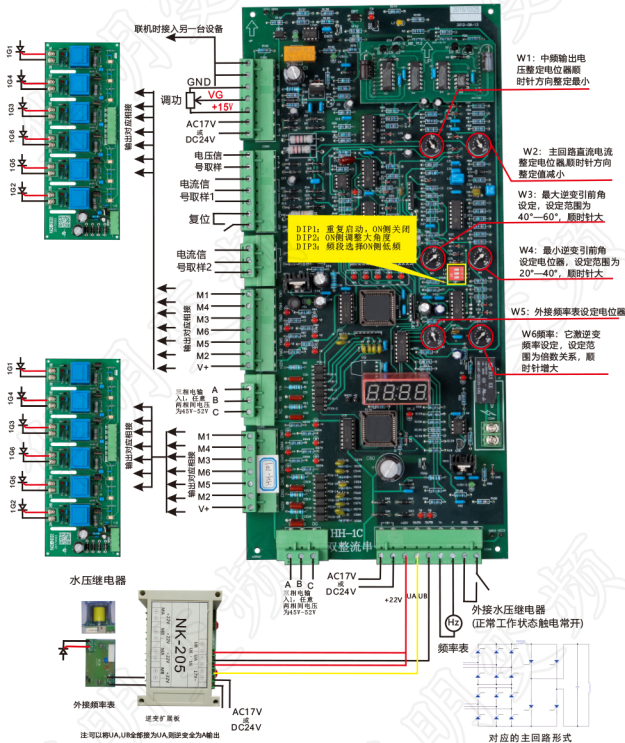 联机时接入另一台设备
1G1
1G4
1G3
1G6
1G5
1G2
输出对应相接
GND
调功
VG
+15V
AC17V
或
DC24V
电压信
号取样
电流信
号取样1
复位
电流信
号取样2
M1
M4
M3
M6
M5
M2
V+
输出对应相接
三相电输
入1,任意
两相间电压
为45V-52V
A
B
C
M1
M4
M3
M6
M5
M2
V+
输出对应相接
1G1
1G4
1G3
1G6
1G6
1G2
输出对应相接
W1:中频输出电
压整定电位器顺
时针方向整定最小
W2:主回路直流电流
整定电位器,顺时针方向
整定值减小
W3:最大逆变引前角
设定,设定范围为
40°—60°,顺时针大
W4:最小逆变引前角
设定电位器,设定范围为
20°—40°,顺时针大
W5:外接频率表设定电位器
W6频率:它激逆变
频率设定,设定范
围为倍数关系,顺
时针增大
DIP1:重复启动,ON侧关闭
DIP2:ON侧调整大角度
DIP3:频段选择ON侧低频
8.8.8.8.
HH-1C
双整流串
A B C
三相电输
入1,任意
两相间电压
为45V-52V
AC17V
或
DC24V
+22V
UA
UB
Hz
频率表
外接水压继电器
(正常工作状态触电常开)
水压继电器
外接频率表
NK-205
逆变扩展板
AC17V
或
DC24V
注:可以将UA,UB全部接为UA,则逆变全为A输出
对应的主回路形式